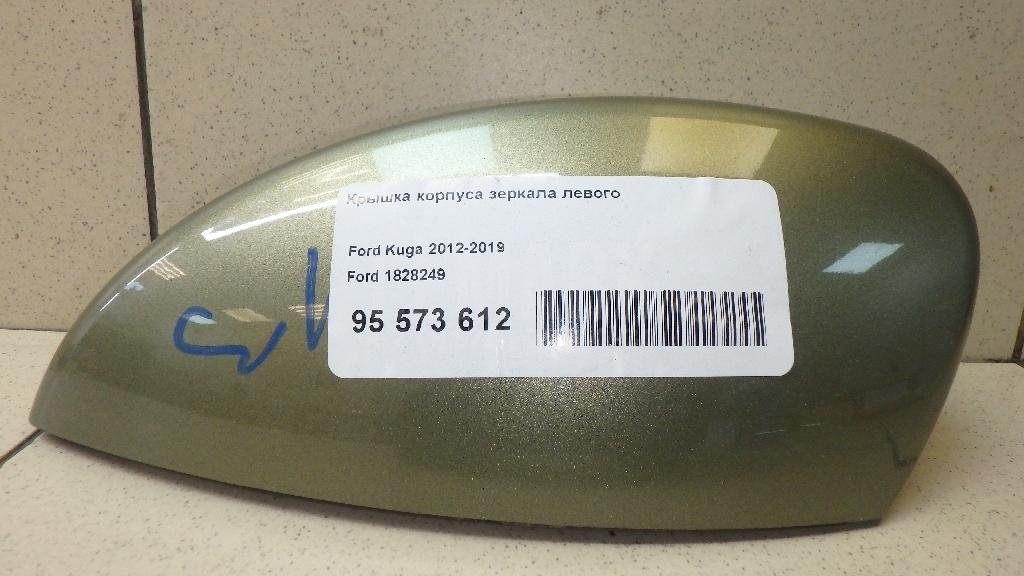 Крышка корпуса зеркала левого
Ford Kuga 2012-2019
Ford 1828249
95 573 612